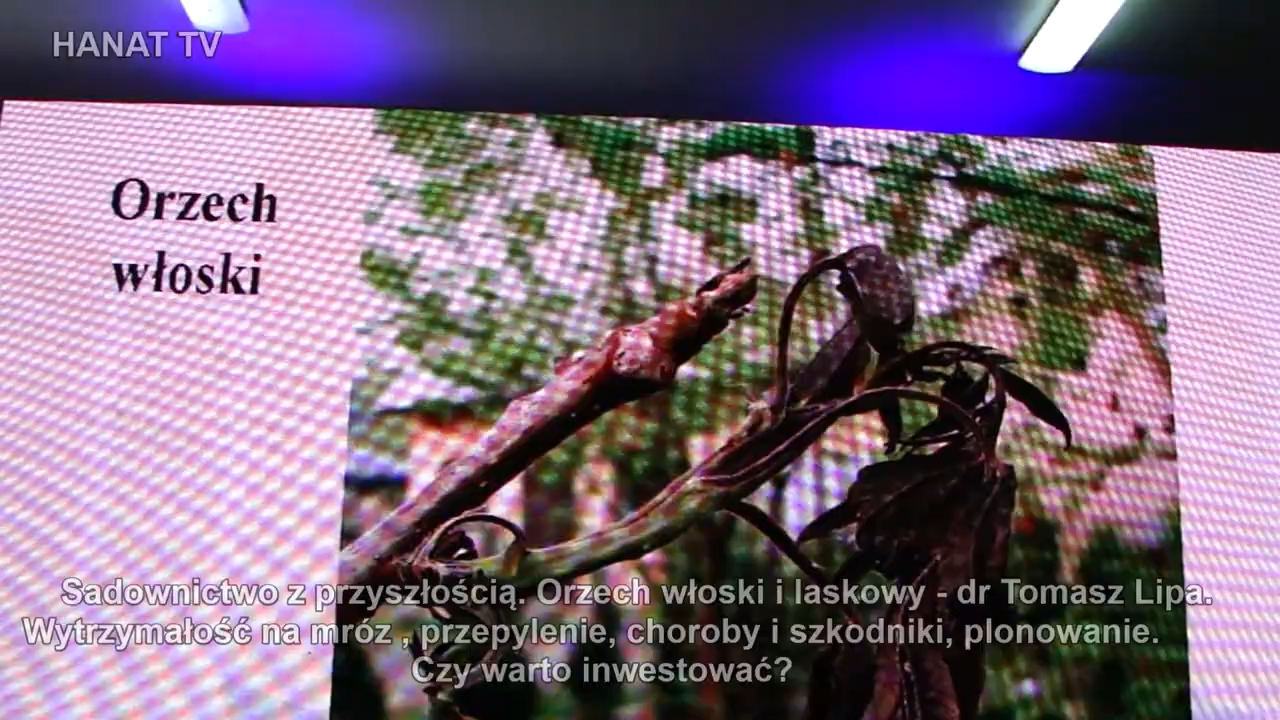 HANAT TV
Orzech
włoski
Sadownictwo z przyszłością. Orzech włoski i laskowy - dr Tomasz Lipa.
Wytrzymałość na mróz , przepylenie, choroby i szkodniki, plonowanie.
Czy warto inwestować?